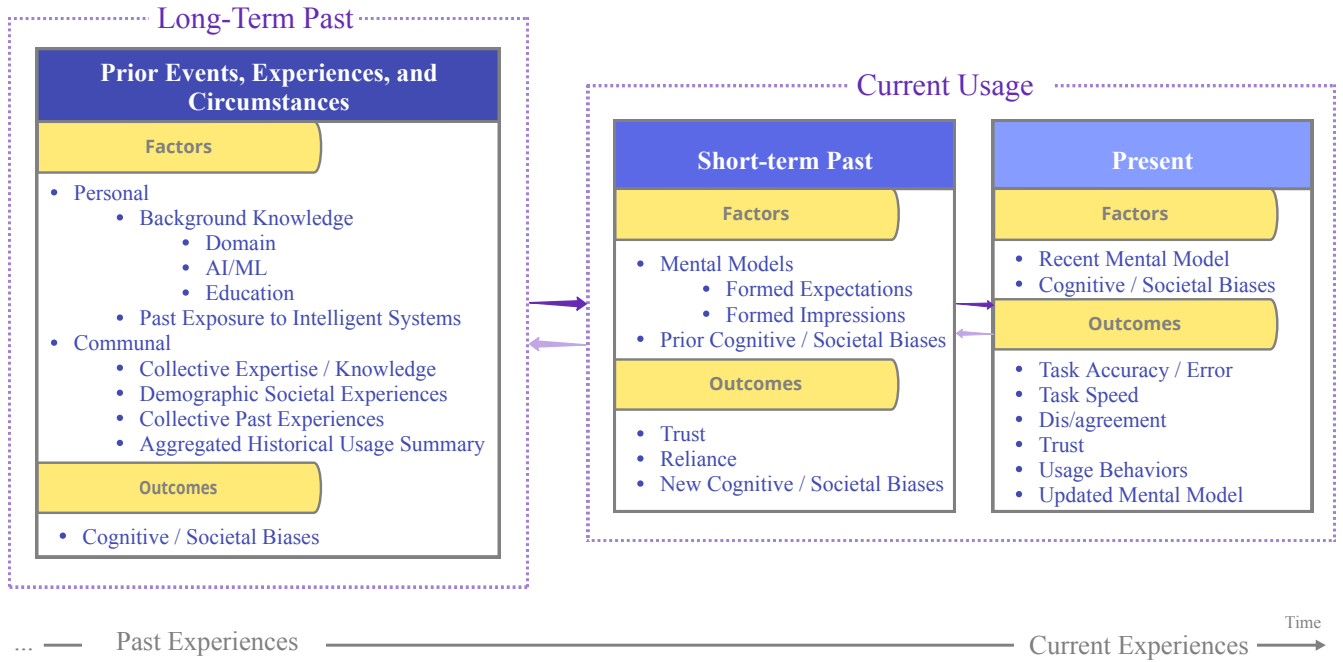 Long-Term Past
Prior Events, Experiences, and
Circumstances
Factors
• Personal
• Background Knowledge
• Domain
• AI/ML
• Education
• Past Exposure to Intelligent Systems
• Communal
• Collective Expertise / Knowledge
• Demographic Societal Experiences
• Collective Past Experiences
• Aggregated Historical Usage Summary
Outcomes
• Cognitive / Societal Biases
Current Usage
Short-term Past
Factors
• Mental Models
• Formed Expectations
• Formed Impressions
• Prior Cognitive / Societal Biases
Outcomes
• Trust
• Reliance
• New Cognitive / Societal Biases
Present
Factors
• Recent Mental Model
• Cognitive / Societal Biases
Outcomes
• Task Accuracy / Error
• Task Speed
• Dis/agreement
• Trust
• Usage Behaviors
• Updated Mental Model
Time
... Past Experiences Current Experiences